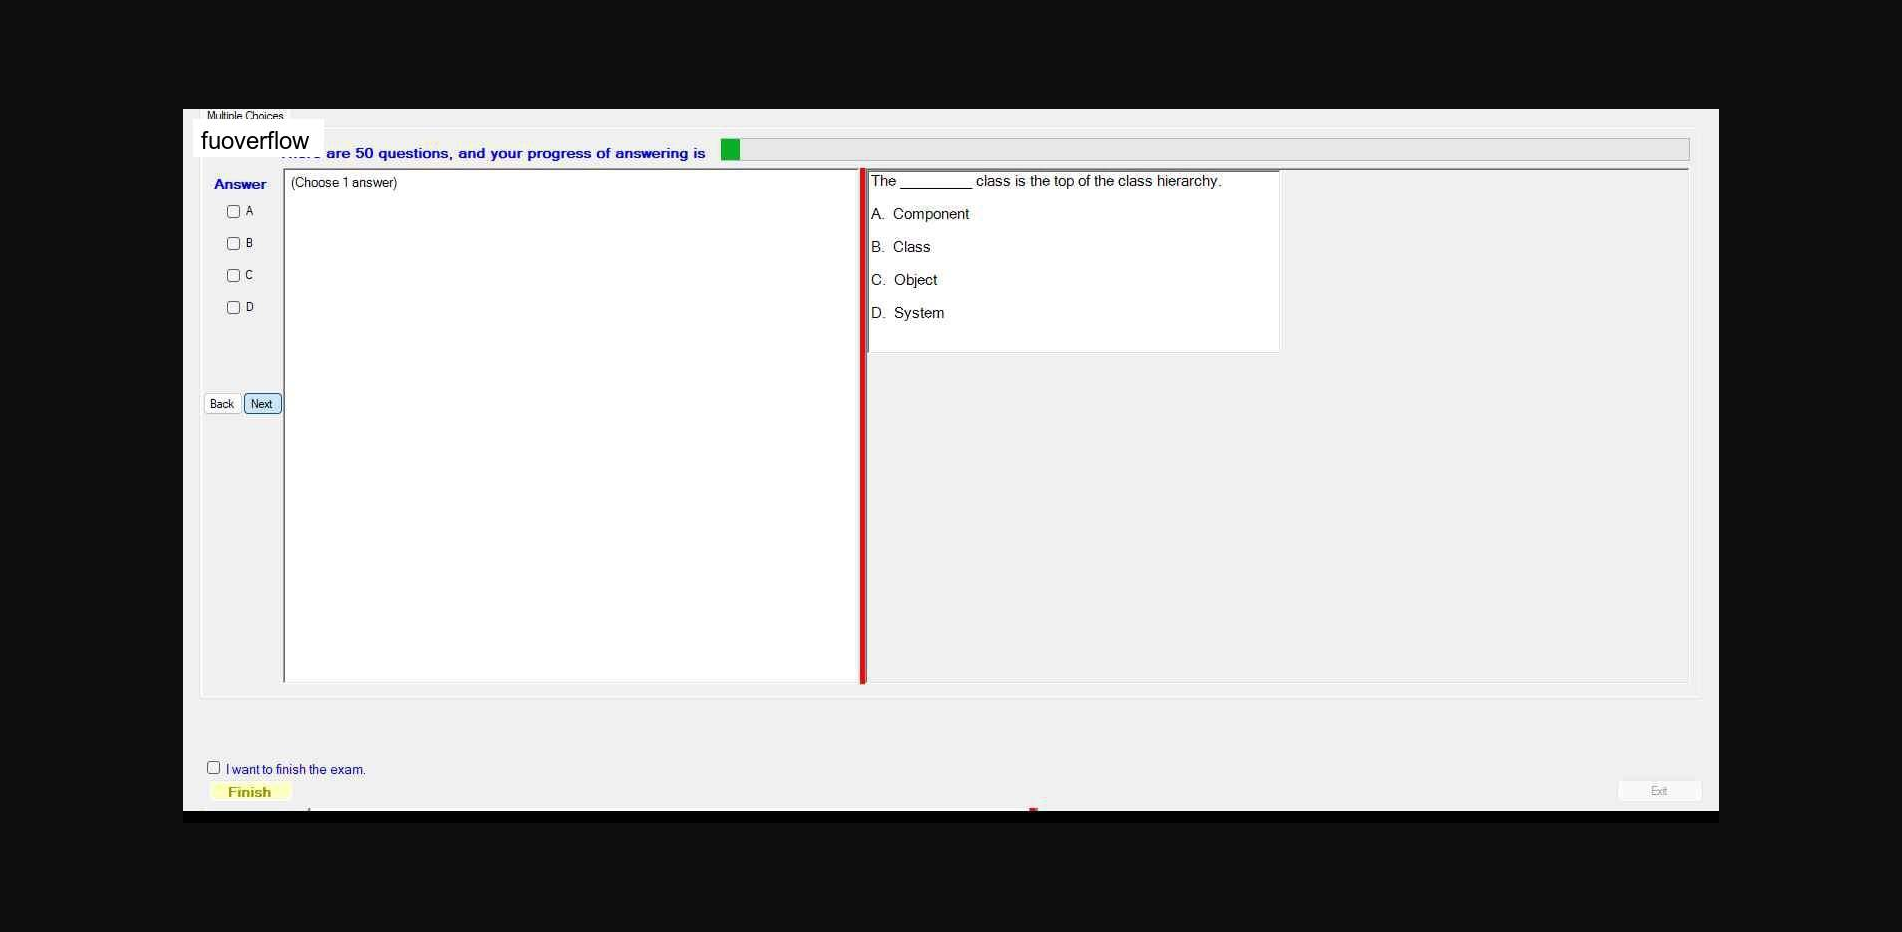 Multiple Choices
fuoverflow
are 50 questions, and your progress of answering is
Answer
(Choose 1 answer)
A
B
C
D
Back Next
The _________ class is the top of the class hierarchy.
A. Component
B. Class
C. Object
D. System
I want to finish the exam.
Finish
Exit